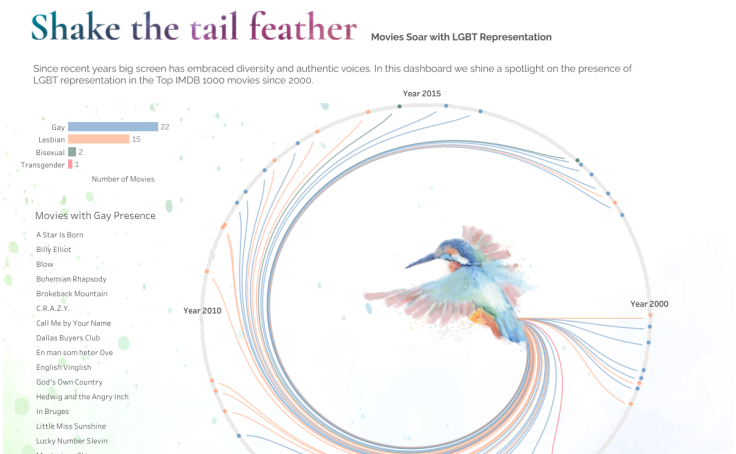 Shake the tail feather
Movies Soar with LGBT Representation
Since recent years big screen has embraced diversity and authentic voices. In this dashboard we shine a spotlight on the presence of
LGBT representation in the Top IMDB 1000 movies since 2000.
Year 2015
Gay 22
Lesbian 15
Bisexual 2
Transgender 1
Number of Movies
Movies with Gay Presence
A Star Is Born
Billy Elliot
Blow
Bohemian Rhapsody
Brokeback Mountain
C.R.A.Z.Y.
Call Me by Your Name
Dallas Buyers Club
En man som heter Ove
English Vinglish
God's Own Country
Hedwig and the Angry Inch
In Bruges
Little Miss Sunshine
Lucky Number Slevin
Year 2010
Year 2000